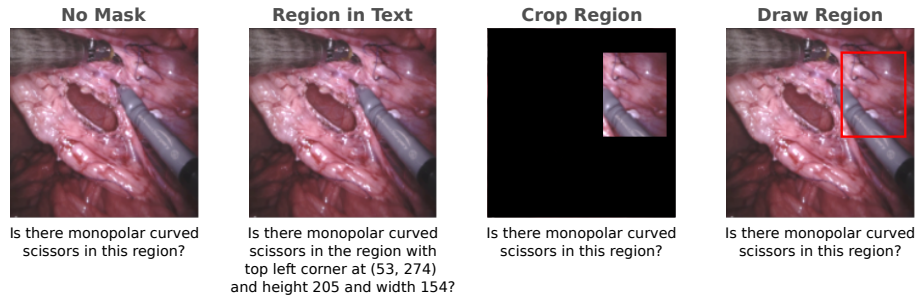 No Mask
Region in Text
Crop Region
Draw Region
Is there monopolar curved
scissors in this region?
Is there monopolar curved
scissors in the region with
top left corner at (53, 274)
and height 205 and width 154?
Is there monopolar curved
scissors in this region?
Is there monopolar curved
scissors in this region?